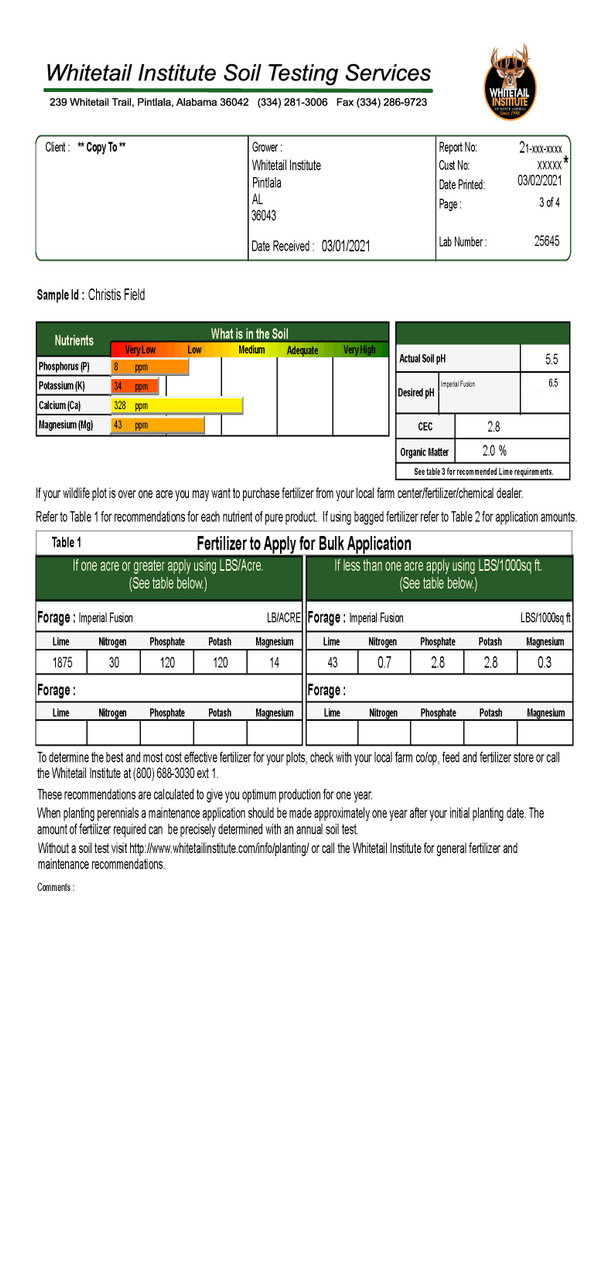 Whitetail Institute Soil Testing Services
239 Whitetail Trail, Pintlala, Alabama 36042 (334) 281-3006 Fax (334) 286-9723
WHITETAIL
INSTITUTE
OF NORTH AMERICA
Since 1988
Client : ** Copy To **
Grower :
Whitetail Institute
Pintlala
AL
36043
Date Received : 03/01/2021
Report No: 21-xxx-xxxx
Cust No: xxxxx *
Date Printed: 03/02/2021
Page : 3 of 4
Lab Number : 25645
Sample Id : Christis Field
Nutrients What is in the Soil
Very Low Low Medium Adequate Very High
Phosphorus (P) 8 ppm
Potassium (K) 34 ppm
Calcium (Ca) 328 ppm
Magnesium (Mg) 43 ppm
Actual Soil pH 5.5
Desired pH Imperial Fusion 6.5
CEC 2.8
Organic Matter 2.0 %
See table 3 for recommended Lime requirements.
If your wildlife plot is over one acre you may want to purchase fertilizer from your local farm center/fertilizer/chemical dealer.
Refer to Table 1 for recommendations for each nutrient of pure product. If using bagged fertilizer refer to Table 2 for application amounts.
Table 1 Fertilizer to Apply for Bulk Application
If one acre or greater apply using LBS/Acre.
(See table below.)
If less than one acre apply using LBS/1000sq ft.
(See table below.)
Forage : Imperial Fusion LB/ACRE Forage : Imperial Fusion LBS/1000sq ft
Lime Nitrogen Phosphate Potash Magnesium Lime Nitrogen Phosphate Potash Magnesium
1875 30 120 120 14 43 0.7 2.8 2.8 0.3
Forage : Forage :
Lime Nitrogen Phosphate Potash Magnesium Lime Nitrogen Phosphate Potash Magnesium
To determine the best and most cost effective fertilizer for your plots, check with your local farm co/op, feed and fertilizer store or call
the Whitetail Institute at (800) 688-3030 ext 1.
These recommendations are calculated to give you optimum production for one year.
When planting perennials a maintenance application should be made approximately one year after your initial planting date. The
amount of fertilizer required can be precisely determined with an annual soil test.
Without a soil test visit http://www.whitetailinstitute.com/info/planting/ or call the Whitetail Institute for general fertilizer and
maintenance recommendations.
Comments :